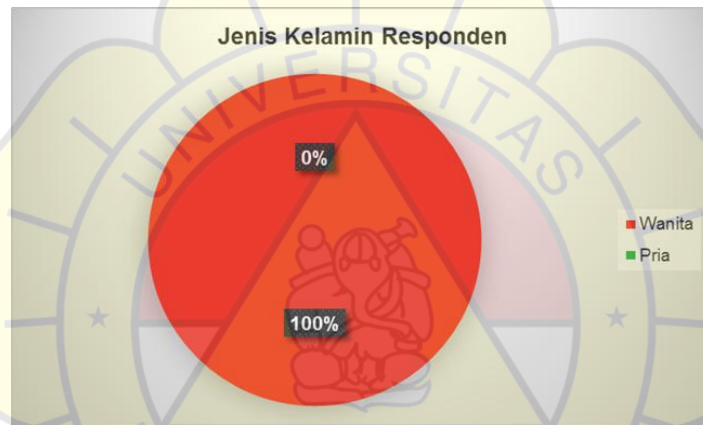 Jenis Kelamin Responden
UNIVERSITAS
0%
Wanita
Pria
100%